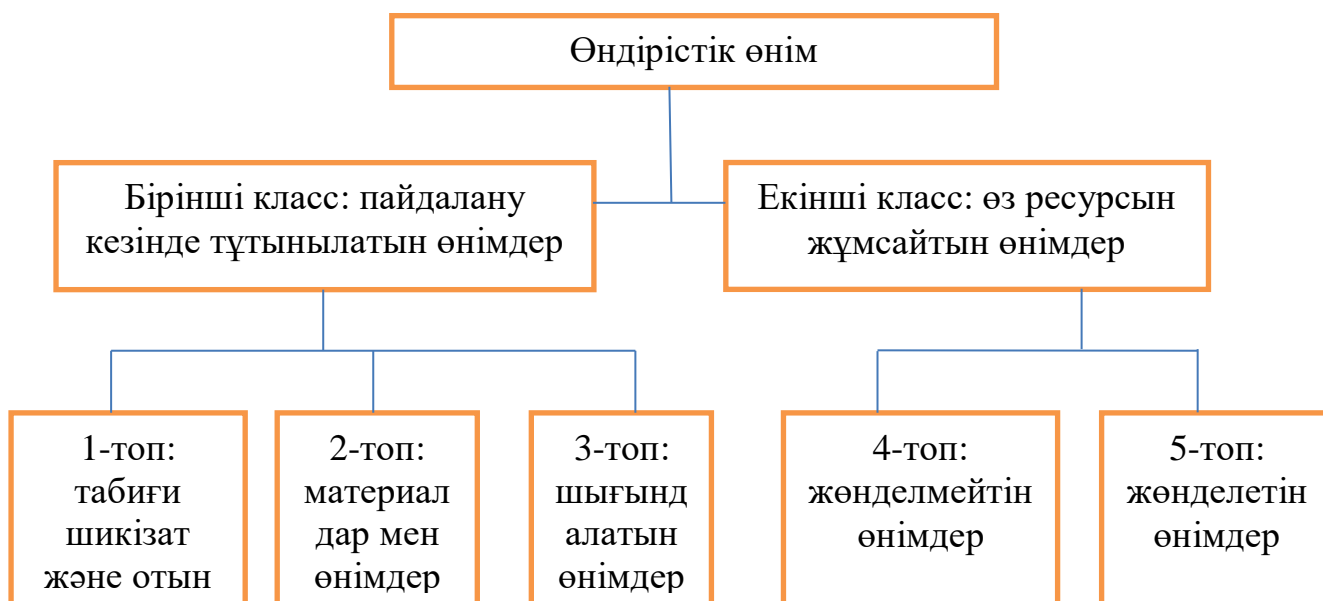 Өндірістік өнім
Бірінші класс: пайдалану
кезінде тұтынылатын өнімдер
Екінші класс: өз ресурсын
жұмсайтын өнімдер
1-топ:
табиғи
шикізат
және отын
2-топ:
материал
дар мен
өнімдер
3-топ:
шығынд
алатын
өнімдер
4-топ:
жөнделмейтін
өнімдер
5-топ:
жөнделетін
өнімдер